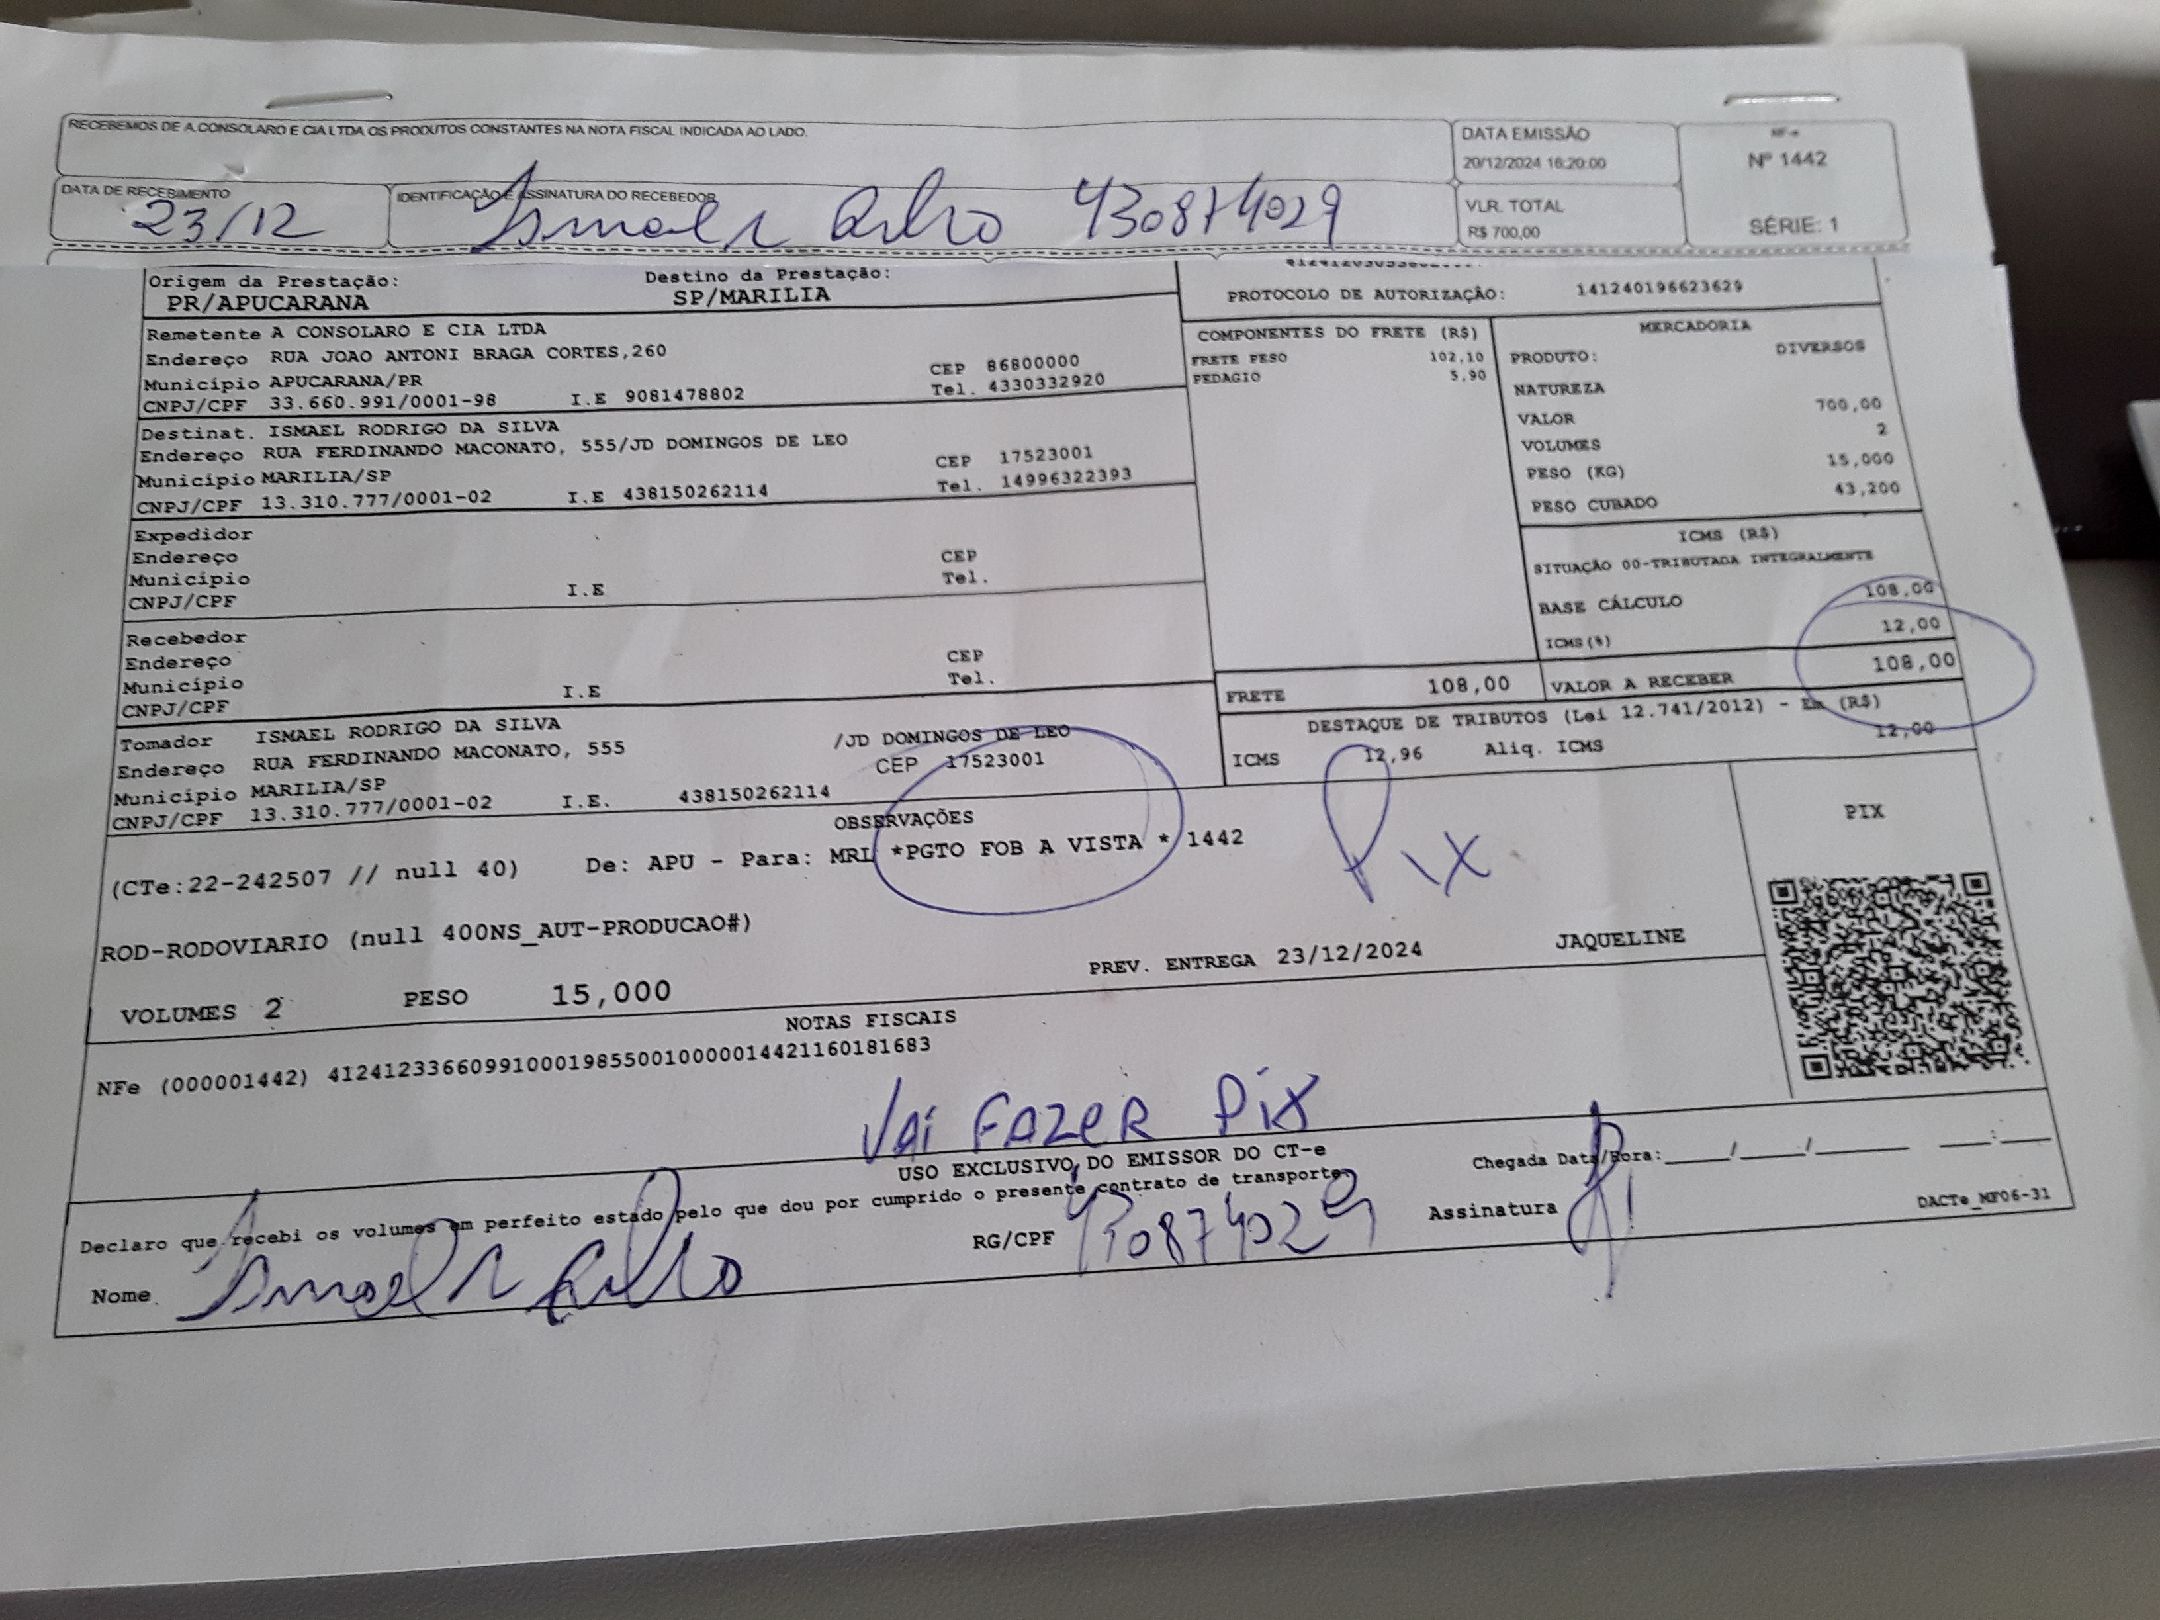 RECEBEMOS DE A.CONSOLARO E CIA LTDA OS PRODUTOS CONSTANTES NA NOTA FISCAL INDICADA AO LADO.
DATA EMISSÃO
20/12/2024 16:20:00
NF-e
Nº 1442
SÉRIE: 1
DATA DE RECEBIMENTO
23/12
IDENTIFICAÇÃO E ASSINATURA DO RECEBEDOR
Ismael 430874029
VLR. TOTAL
R$ 700,00
Origem da Prestação: Destino da Prestação:
PR/APUCARANA SP/MARILIA
PROTOCOLO DE AUTORIZAÇÃO: 141240196623629
Remetente A CONSOLARO E CIA LTDA
Endereço RUA JOAO ANTONI BRAGA CORTES,260 CEP 86800000
Município APUCARANA/PR Tel. 4330332920
CNPJ/CPF 33.660.991/0001-98 I.E 9081478802
Destinat. ISMAEL RODRIGO DA SILVA
Endereço RUA FERDINANDO MACONATO, 555/JD DOMINGOS DE LEO CEP 17523001
Município MARILIA/SP Tel. 14996322393
CNPJ/CPF 13.310.777/0001-02 I.E 438150262114
Expedidor
Endereço CEP
Município Tel.
CNPJ/CPF I.E
Recebedor
Endereço CEP
Município Tel.
CNPJ/CPF I.E
Tomador ISMAEL RODRIGO DA SILVA
Endereço RUA FERDINANDO MACONATO, 555 /JD DOMINGOS DE LEO
Município MARILIA/SP CEP 17523001
CNPJ/CPF 13.310.777/0001-02 I.E. 438150262114
COMPONENTES DO FRETE (R$)
FRETE PESO 102,10
PEDAGIO 5,90
FRETE 108,00
MERCADORIA
PRODUTO: DIVERSOS
NATUREZA
VALOR 700,00
VOLUMES 2
PESO (KG) 15,000
PESO CUBADO 43,200
ICMS (R$)
SITUAÇÃO 00-TRIBUTADA INTEGRALMENTE
BASE CÁLCULO 108,00
ICMS(%) 12,00
VALOR A RECEBER 108,00
DESTAQUE DE TRIBUTOS (Lei 12.741/2012) - Em (R$)
ICMS 12,96 Aliq. ICMS 12,00
OBSERVAÇÕES
(CTe:22-242507 // null 40) De: APU - Para: MRL *PGTO FOB A VISTA * 1442
Pix
PIX
ROD-RODOVIARIO (null 400NS_AUT-PRODUCAO#)
VOLUMES 2 PESO 15,000 PREV. ENTREGA 23/12/2024 JAQUELINE
NOTAS FISCAIS
NFe (000001442) 41241233660991000198550010000014421160181683
Vai Fazer Pix
USO EXCLUSIVO DO EMISSOR DO CT-e
Declaro que recebi os volumes em perfeito estado pelo que dou por cumprido o presente contrato de transporte
Chegada Data/Hora:_____/_____/_______ ____:____
Nome Ismael RG/CPF 430874029 Assinatura
DACTe_MF06-31